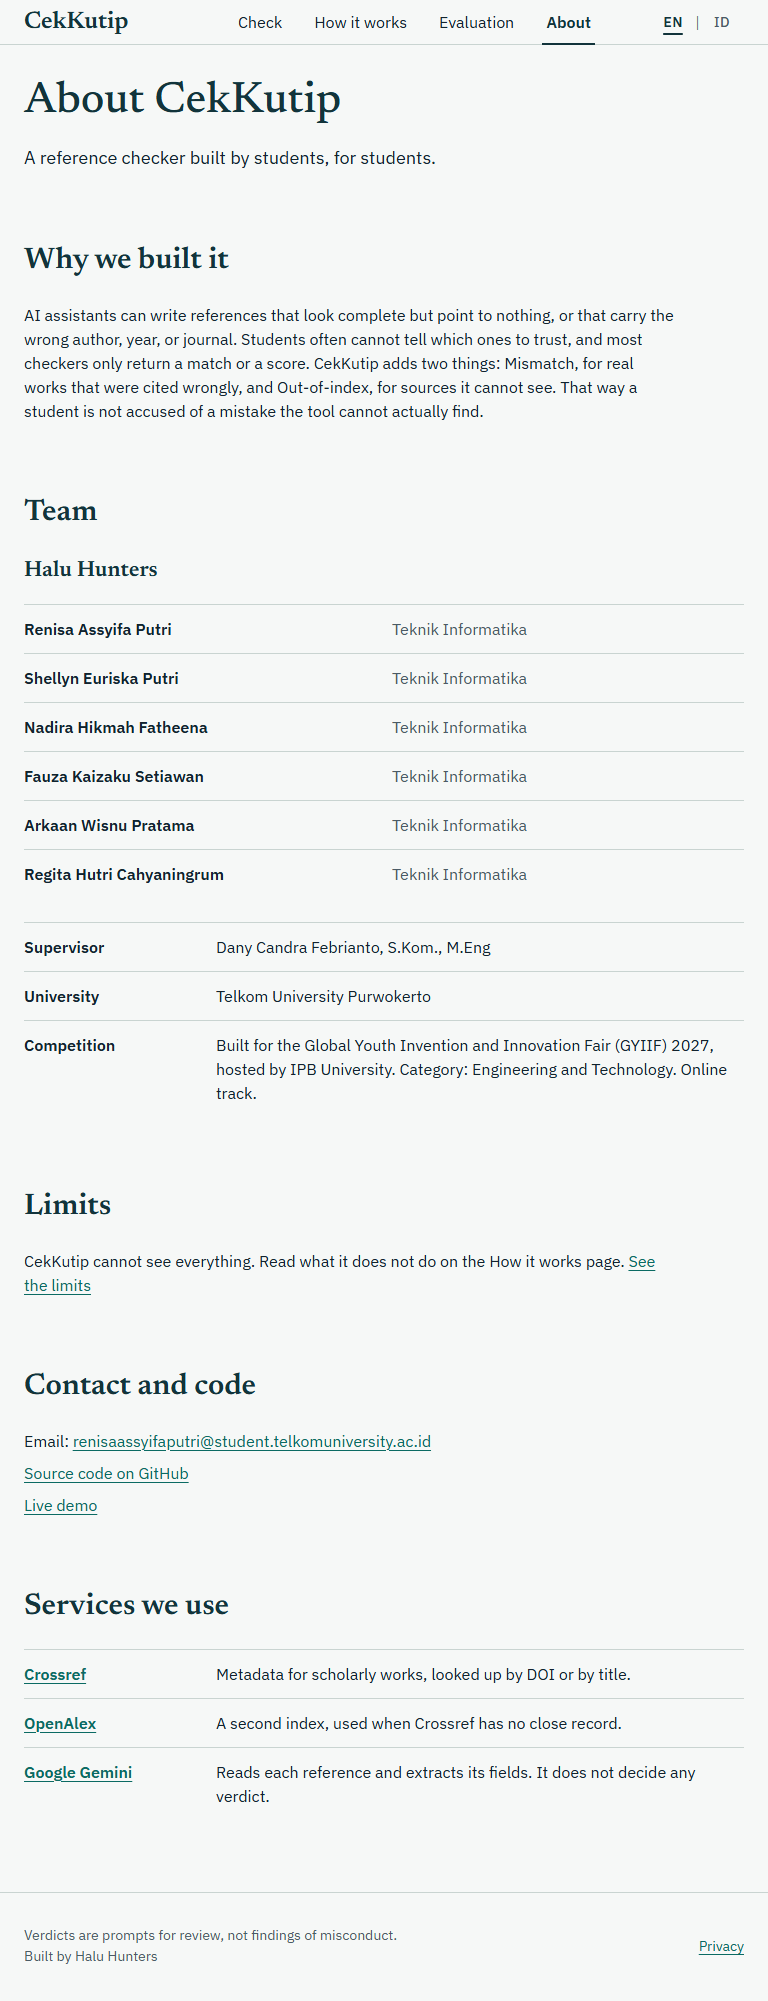 CekKutip
Check
How it works
Evaluation
About
EN | ID
About CekKutip
A reference checker built by students, for students.
Why we built it
AI assistants can write references that look complete but point to nothing, or that carry the
wrong author, year, or journal. Students often cannot tell which ones to trust, and most
checkers only return a match or a score. CekKutip adds two things: Mismatch, for real
works that were cited wrongly, and Out-of-index, for sources it cannot see. That way a
student is not accused of a mistake the tool cannot actually find.
Team
Halu Hunters
Renisa Assyifa Putri Teknik Informatika
Shellyn Euriska Putri Teknik Informatika
Nadira Hikmah Fatheena Teknik Informatika
Fauza Kaizaku Setiawan Teknik Informatika
Arkaan Wisnu Pratama Teknik Informatika
Regita Hutri Cahyaningrum Teknik Informatika
Supervisor Dany Candra Febrianto, S.Kom., M.Eng
University Telkom University Purwokerto
Competition Built for the Global Youth Invention and Innovation Fair (GYIIF) 2027,
hosted by IPB University. Category: Engineering and Technology. Online
track.
Limits
CekKutip cannot see everything. Read what it does not do on the How it works page. See
the limits
Contact and code
Email: renisaassyifaputri@student.telkomuniversity.ac.id
Source code on GitHub
Live demo
Services we use
Crossref Metadata for scholarly works, looked up by DOI or by title.
OpenAlex A second index, used when Crossref has no close record.
Google Gemini Reads each reference and extracts its fields. It does not decide any
verdict.
Verdicts are prompts for review, not findings of misconduct.
Built by Halu Hunters
Privacy